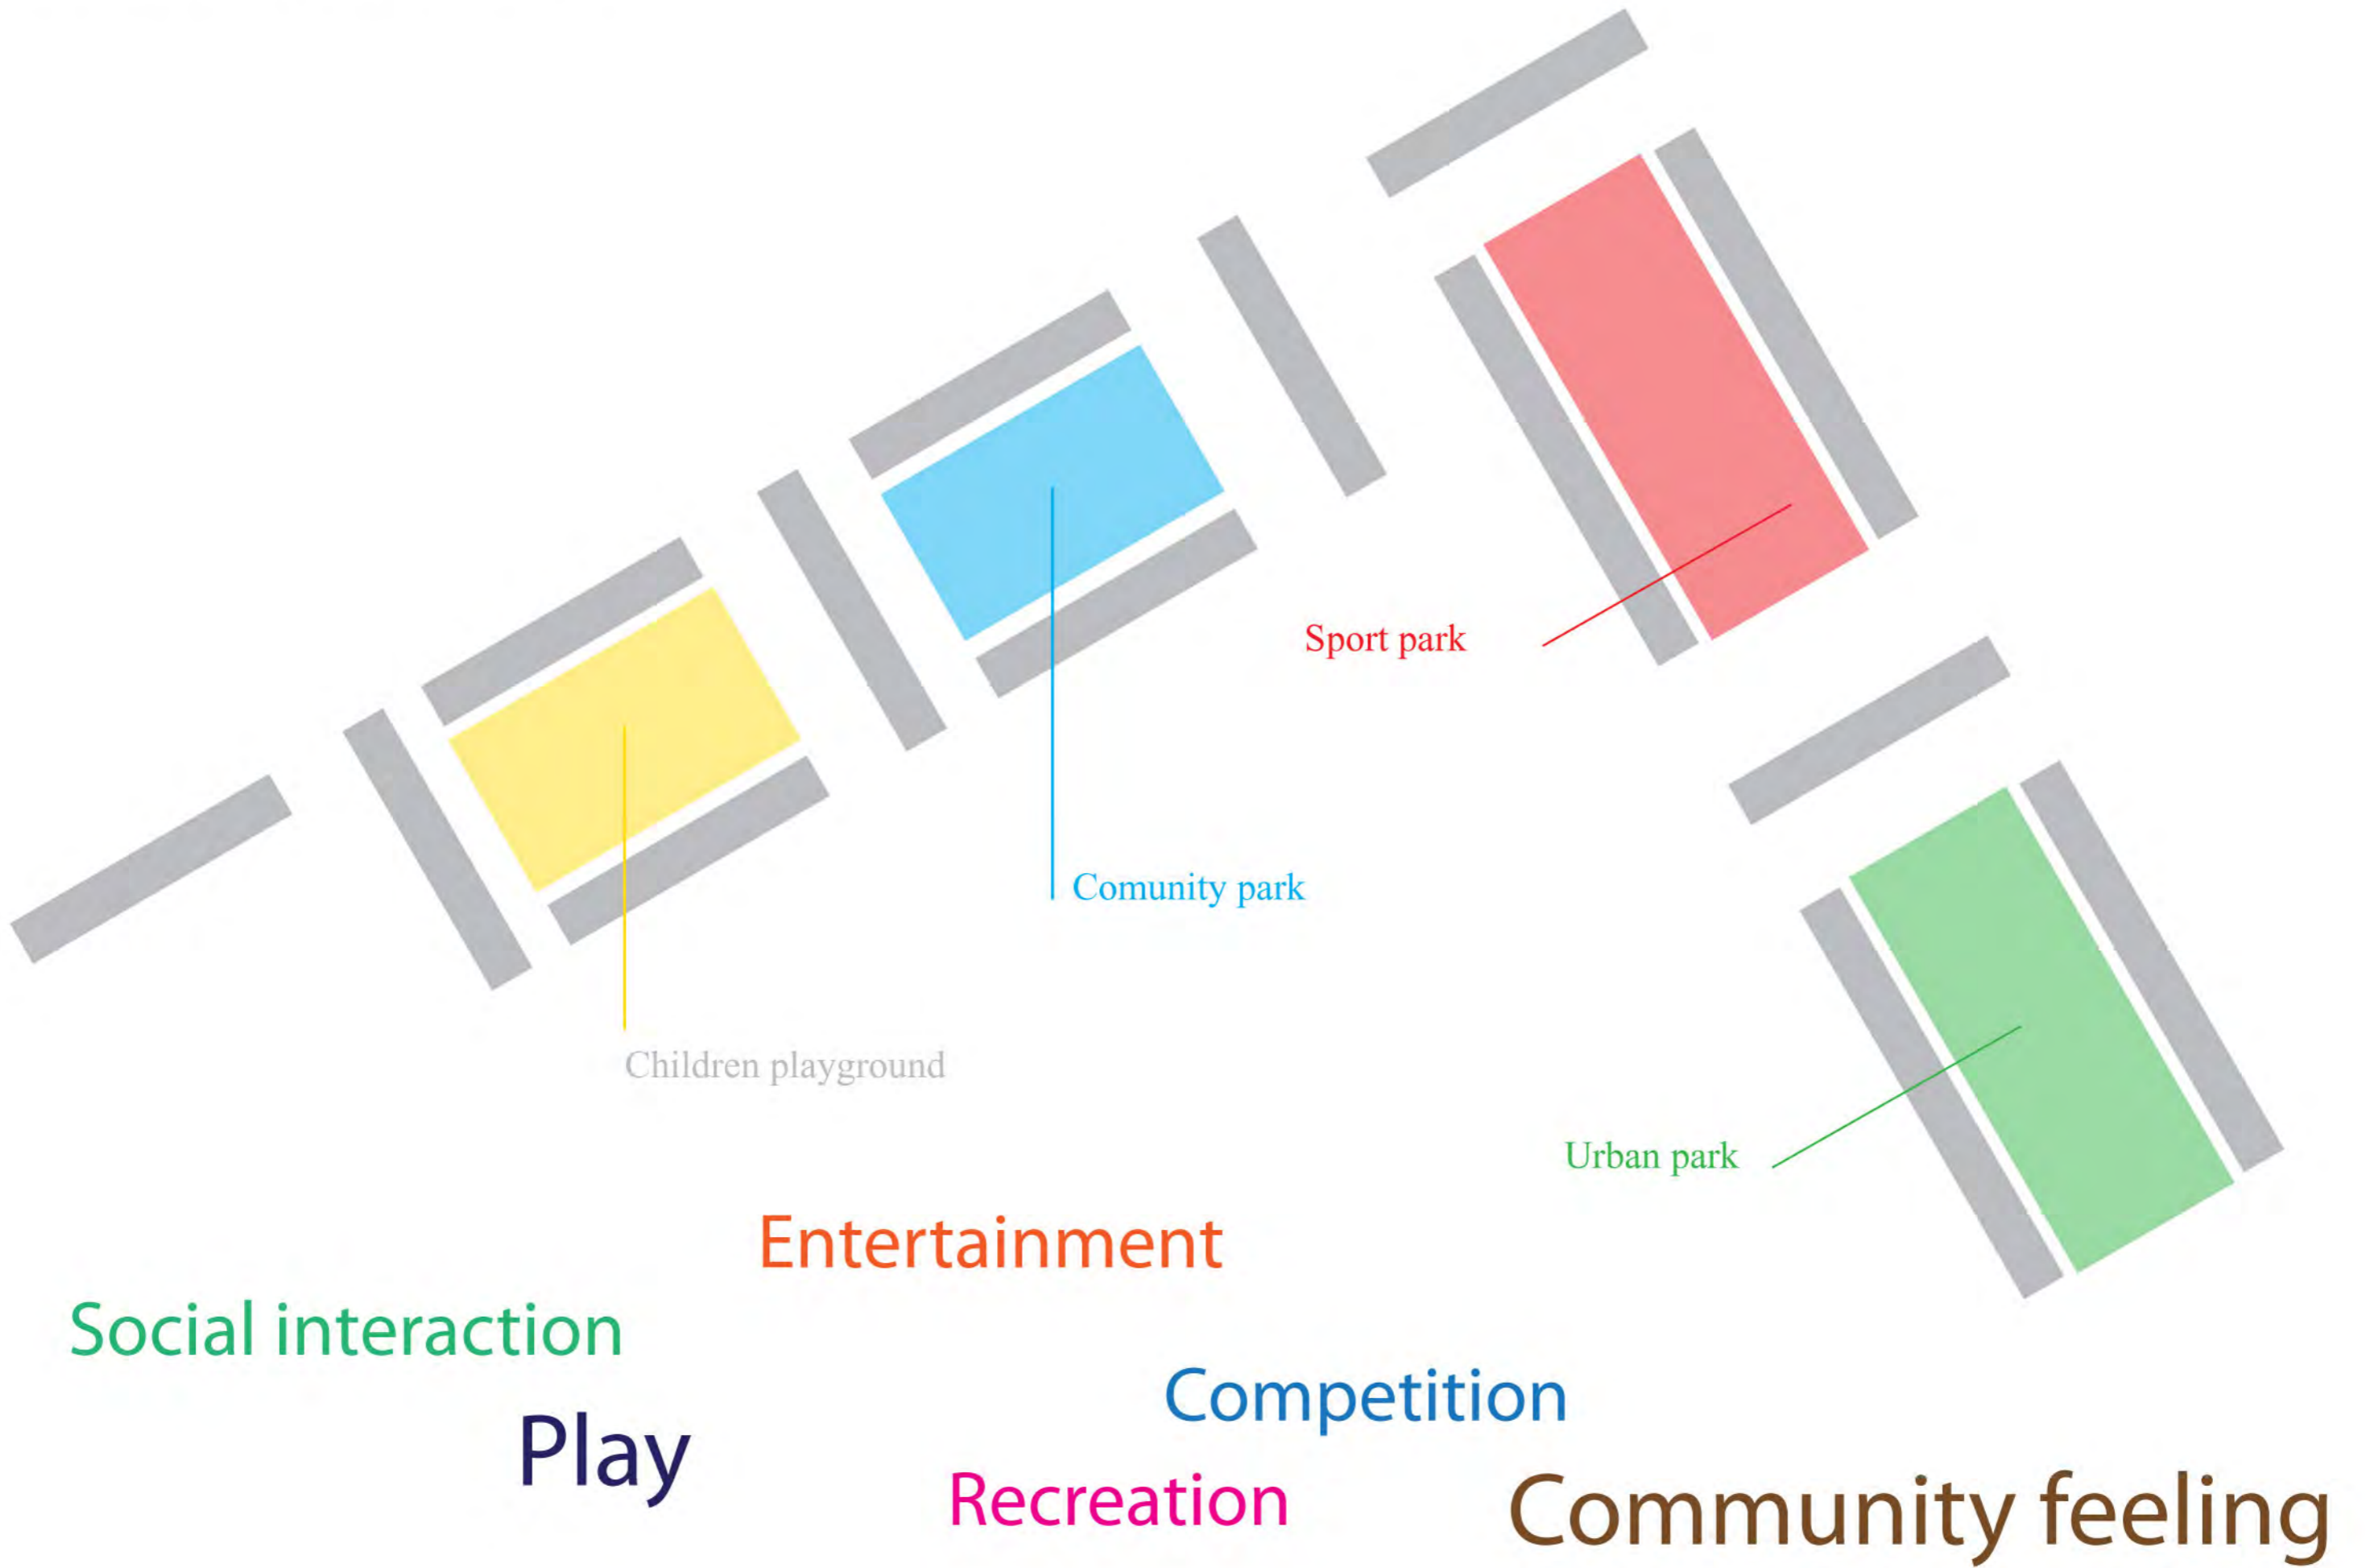 Sport park
Comunity park
Children playground
Urban park
Entertainment
Social interaction
Competition
Play
Recreation
Community feeling